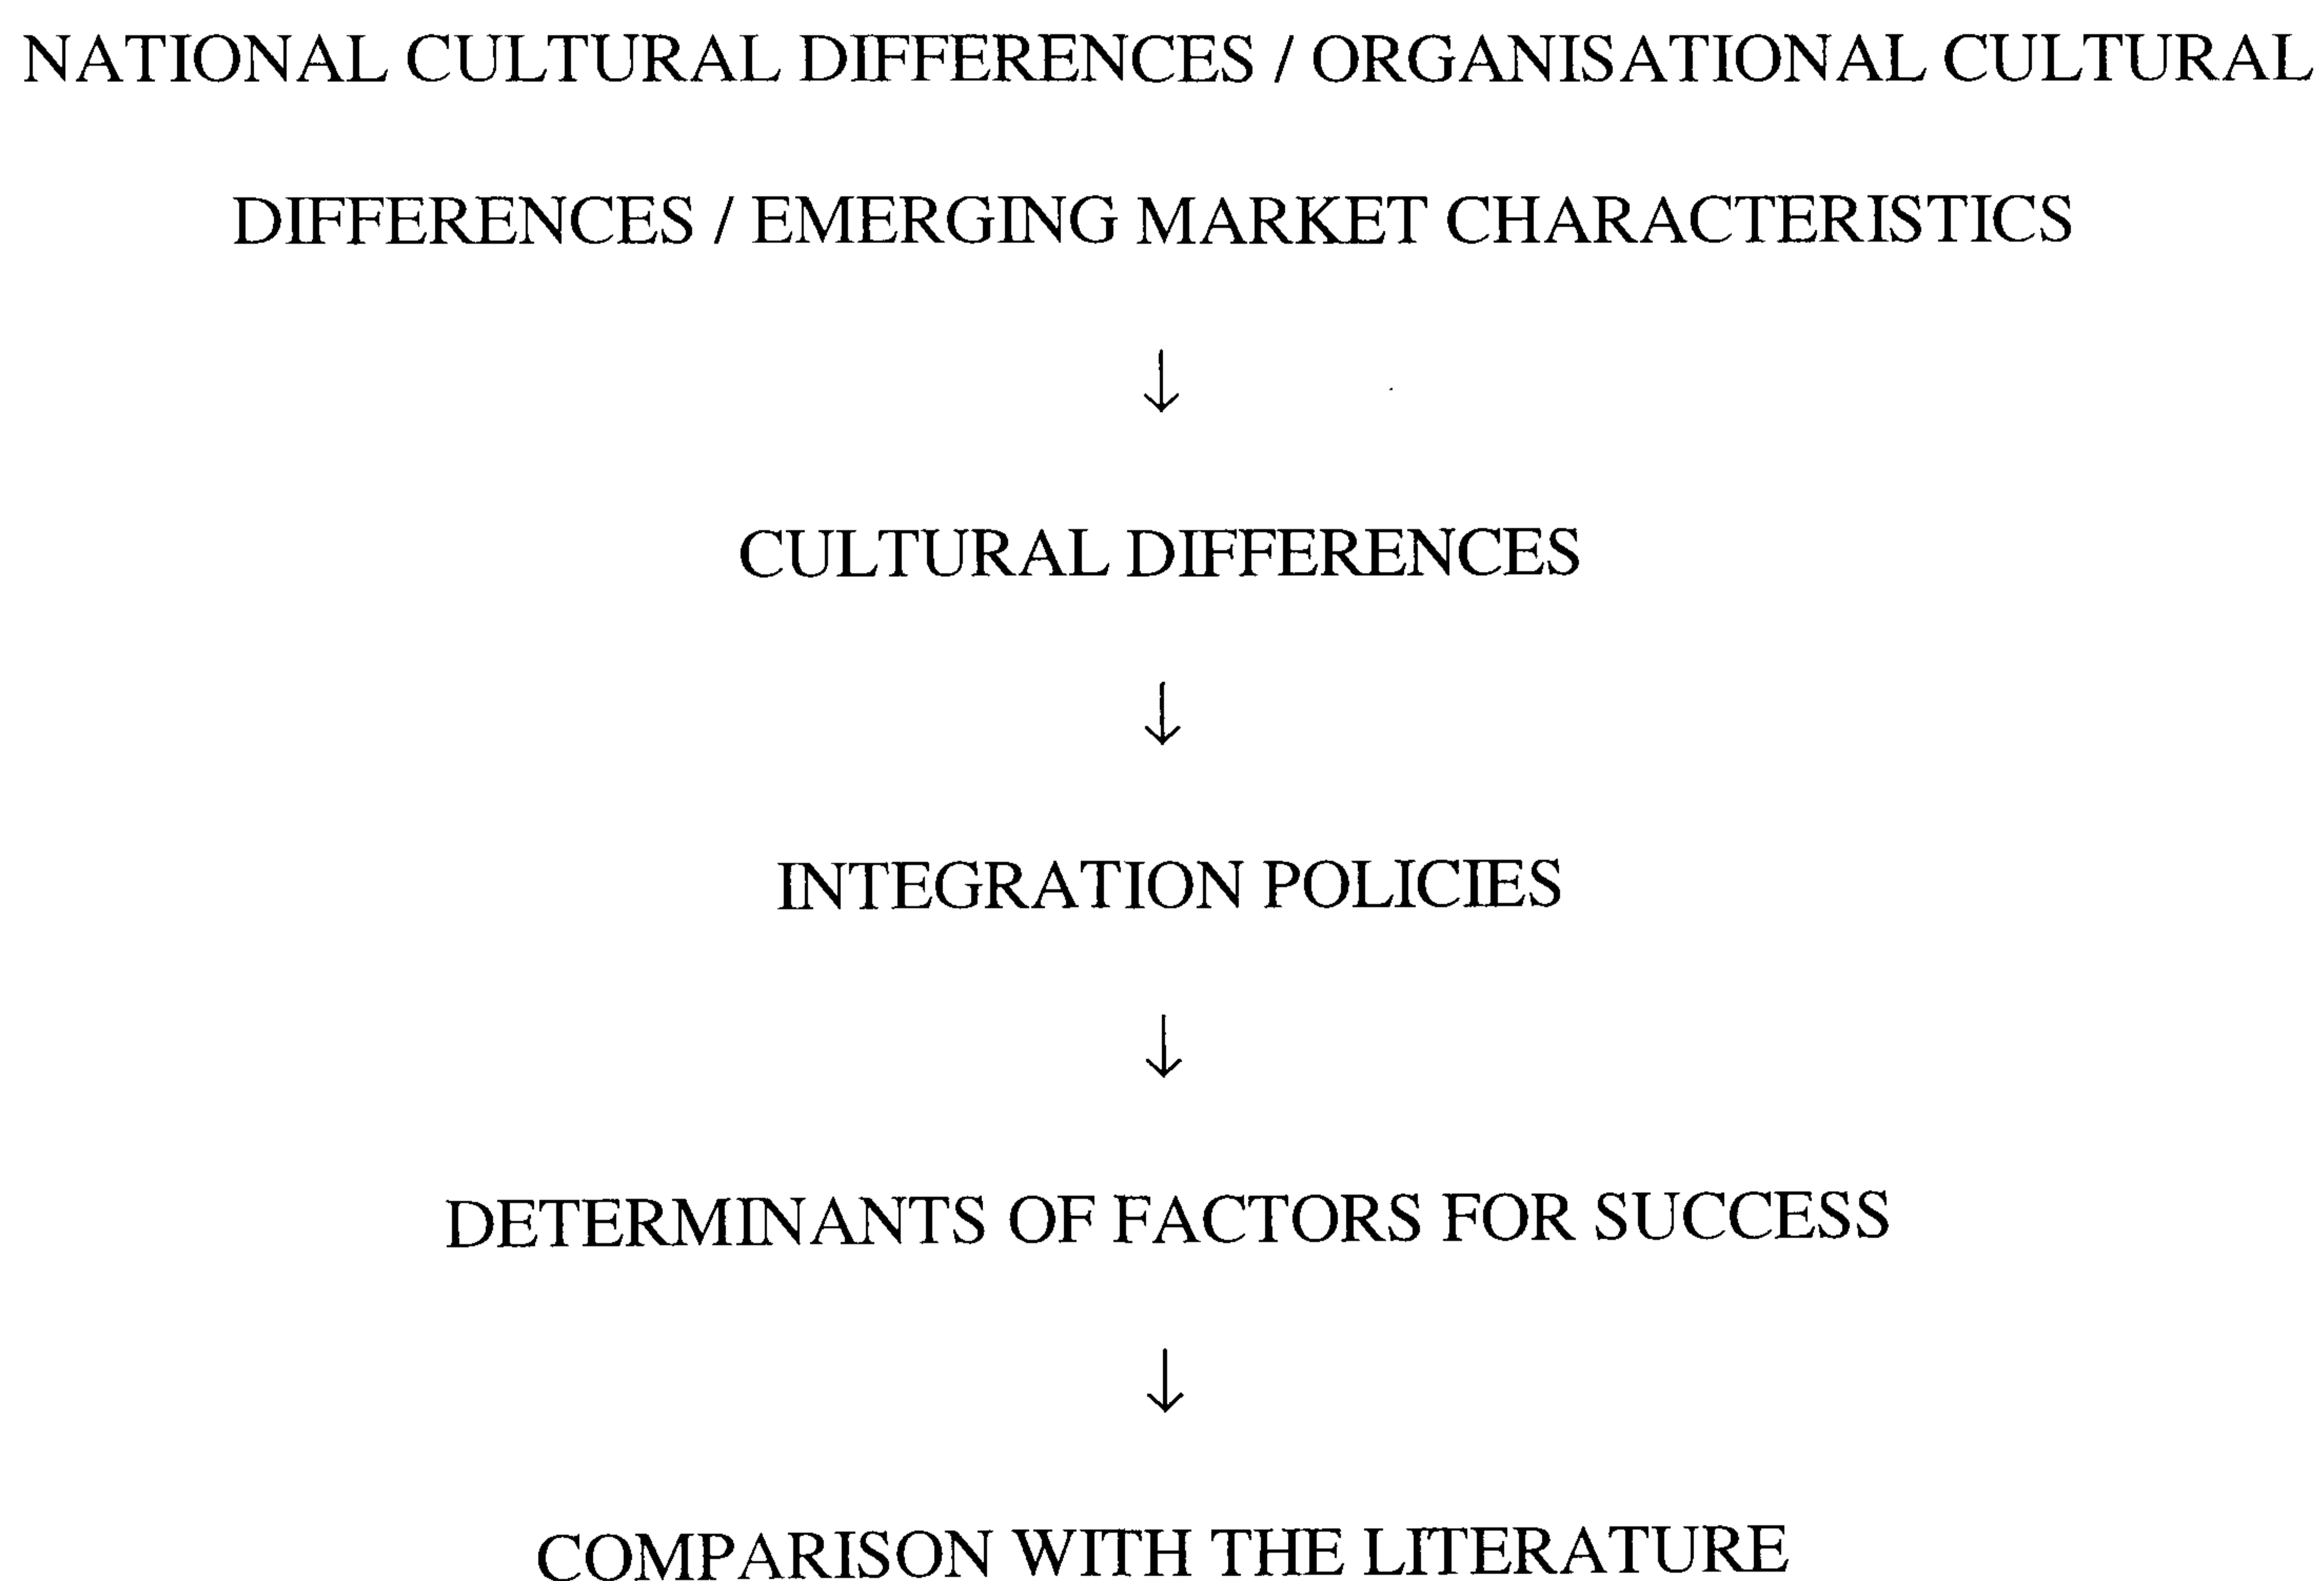 NATIONAL CULTURAL DIFFERENCES / ORGANISATIONAL CULTURAL
DIFFERENCES / EMERGING MARKET CHARACTERISTICS
↓
CULTURAL DIFFERENCES
↓
INTEGRATION POLICIES
↓
DETERMINANTS OF FACTORS FOR SUCCESS
↓
COMPARISON WITH THE LITERATURE